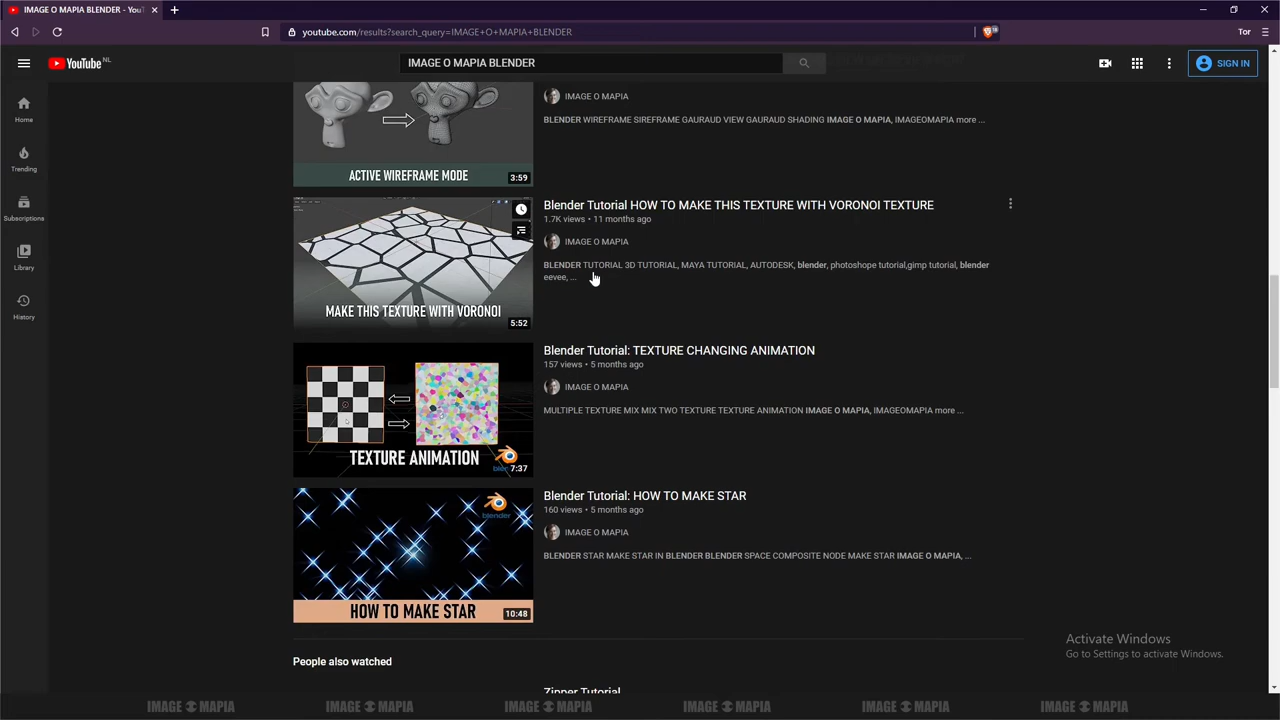 IMAGE O MAPIA BLENDER - YouT
youtube.com/results?search_query=IMAGE+O+MAPIA+BLENDER
Tor
YouTube NL
IMAGE O MAPIA BLENDER
SIGN IN
Home
Trending
Subscriptions
Library
History
IMAGE O MAPIA
BLENDER WIREFRAME SIREFRAME GAURAUD VIEW GAURAUD SHADING IMAGE O MAPIA, IMAGEOMAPIA more ...
ACTIVE WIREFRAME MODE
3:59
Blender Tutorial HOW TO MAKE THIS TEXTURE WITH VORONOI TEXTURE
1.7K views • 11 months ago
IMAGE O MAPIA
BLENDER TUTORIAL 3D TUTORIAL, MAYA TUTORIAL, AUTODESK, blender, photoshope tutorial,gimp tutorial, blender
eevee, ...
MAKE THIS TEXTURE WITH VORONOI
5:52
Blender Tutorial: TEXTURE CHANGING ANIMATION
157 views • 5 months ago
IMAGE O MAPIA
MULTIPLE TEXTURE MIX MIX TWO TEXTURE TEXTURE ANIMATION IMAGE O MAPIA, IMAGEOMAPIA more ...
TEXTURE ANIMATION
7:37
Blender Tutorial: HOW TO MAKE STAR
160 views • 5 months ago
IMAGE O MAPIA
BLENDER STAR MAKE STAR IN BLENDER BLENDER SPACE COMPOSITE NODE MAKE STAR IMAGE O MAPIA, ...
blender
HOW TO MAKE STAR
10:48
People also watched
Zipper Tutorial
Activate Windows
Go to Settings to activate Windows.
IMAGE O MAPIA IMAGE O MAPIA IMAGE O MAPIA IMAGE O MAPIA IMAGE O MAPIA IMAGE O MAPIA